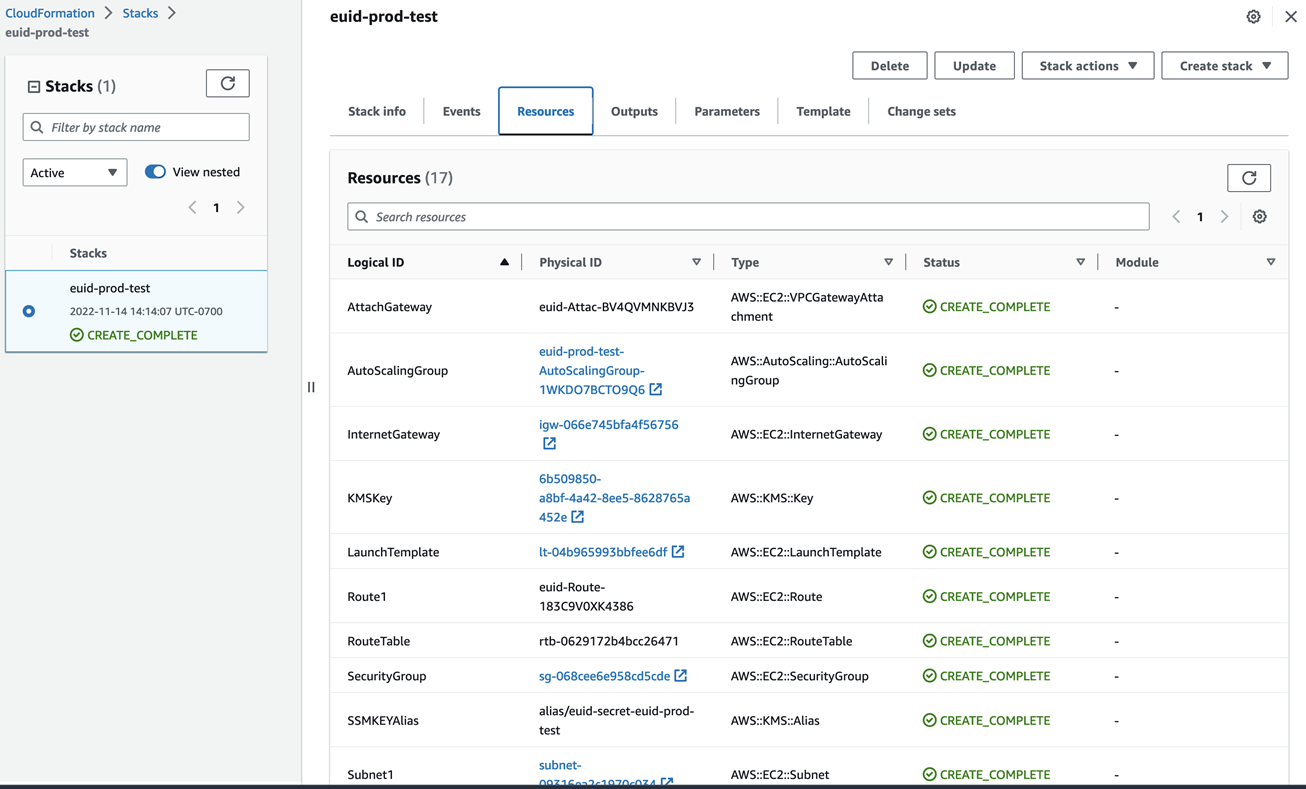 CloudFormation > Stacks >
euid-prod-test
Stacks (1)
Filter by stack name
Active
View nested
1
Stacks
euid-prod-test
2022-11-14 14:14:07 UTC-0700
CREATE_COMPLETE
euid-prod-test
Delete
Update
Stack actions
Create stack
Stack info
Events
Resources
Outputs
Parameters
Template
Change sets
Resources (17)
Search resources
1
Logical ID
Physical ID
Type
Status
Module
AttachGateway
euid-Attac-BV4QVMNKBVJ3
AWS::EC2::VPCGatewayAtta
chment
CREATE_COMPLETE
-
AutoScalingGroup
euid-prod-test-
AutoScalingGroup-
1WKDO7BCTO9Q6
AWS::AutoScaling::AutoScali
ngGroup
CREATE_COMPLETE
-
InternetGateway
igw-066e745bfa4f56756
AWS::EC2::InternetGateway
CREATE_COMPLETE
-
KMSKey
6b509850-
a8bf-4a42-8ee5-8628765a
452e
AWS::KMS::Key
CREATE_COMPLETE
-
LaunchTemplate
lt-04b965993bbfee6df
AWS::EC2::LaunchTemplate
CREATE_COMPLETE
-
Route1
euid-Route-
183C9V0XK4386
AWS::EC2::Route
CREATE_COMPLETE
-
RouteTable
rtb-0629172b4bcc26471
AWS::EC2::RouteTable
CREATE_COMPLETE
-
SecurityGroup
sg-068cee6e958cd5cde
AWS::EC2::SecurityGroup
CREATE_COMPLETE
-
SSMKEYAlias
alias/euid-secret-euid-prod-
test
AWS::KMS::Alias
CREATE_COMPLETE
-
Subnet1
subnet-
AWS::EC2::Subnet
CREATE_COMPLETE
-